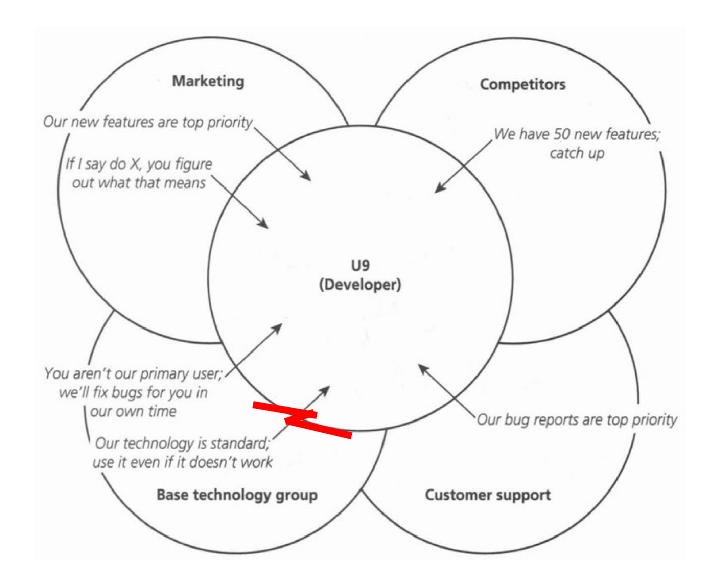 Marketing
Our new features are top priority
If I say do X, you figure
out what that means
Competitors
We have 50 new features;
catch up
U9
(Developer)
You aren't our primary user;
we'll fix bugs for you in
our own time
Our technology is standard;
use it even if it doesn't work
Base technology group
Our bug reports are top priority
Customer support